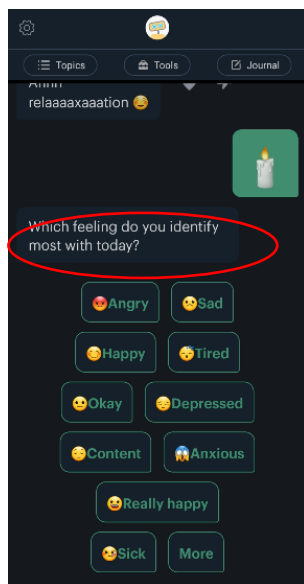 Topics Tools Journal
relaaaaxaaation 😂
Which feeling do you identify
most with today?
😡Angry 😟Sad
😊Happy 😴Tired
😐Okay 😔Depressed
😌Content 😱Anxious
😀Really happy
🤒Sick More